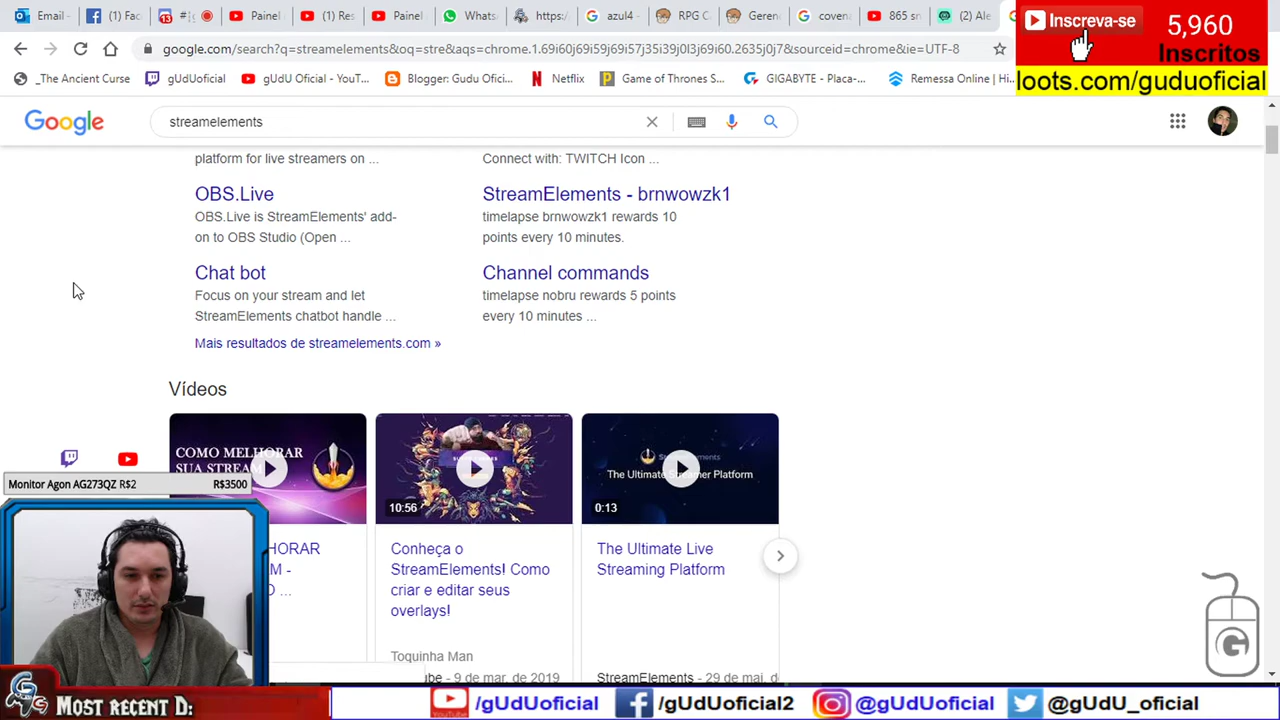 Email -
(1) Fac
13
#|
Painel
(1) Res
Painel
Whats
https:/
azul4 -
RPG C
Gerenc
coven
865 sn
(2) Ale
google.com/search?q=streamelements&oq=stre&aqs=chrome.1.69i60j69i59j69i57j35i39j0l3j69i60.2635j0j7&sourceid=chrome&ie=UTF-8
Inscreva-se
5,960
Inscritos
loots.com/guduoficial
_The Ancient Curse
gUdUoficial
gUdU Oficial - YouT...
Blogger: Gudu Ofici...
Netflix
Game of Thrones S...
GIGABYTE - Placa-...
Remessa Online | Hi...
Google
streamelements
platform for live streamers on ...
Connect with: TWITCH Icon ...
OBS.Live
StreamElements - brnwowzk1
OBS.Live is StreamElements' add-
on to OBS Studio (Open ...
timelapse brnwowzk1 rewards 10
points every 10 minutes.
Chat bot
Channel commands
Focus on your stream and let
StreamElements chatbot handle ...
timelapse nobru rewards 5 points
every 10 minutes ...
Mais resultados de streamelements.com »
Vídeos
COMO MELHORAR
SUA STREAM
10:56
The Ultimate Streamer Platform
0:13
Monitor Agon AG273QZ R$2
R$3500
HORAR
M -
O ...
Conheça o
StreamElements! Como
criar e editar seus
overlays!
The Ultimate Live
Streaming Platform
Toquinha Man
ube - 9 de mar. de 2019
StreamElements - 29 de mai. d
G
Most recent D:
/gUdUoficial
/gUdUoficial2
@gUdUoficial
@gUdU_oficial